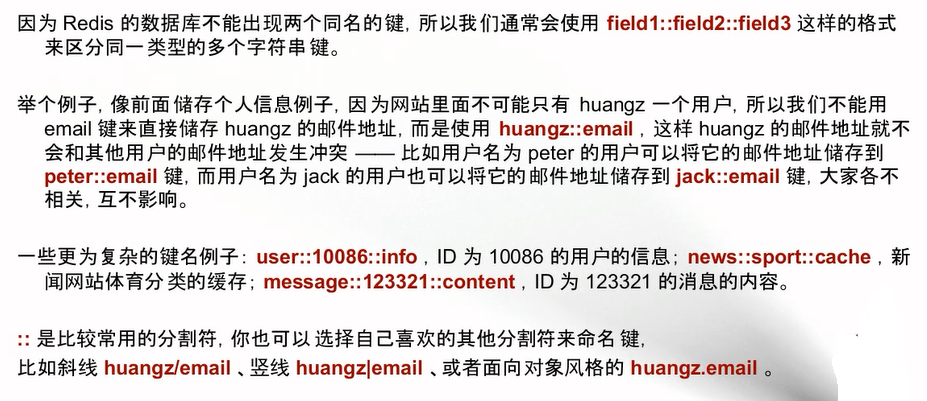 因为 Redis 的数据库不能出现两个同名的键, 所以我们通常会使用 field1::field2::field3 这样的格式
来区分同一类型的多个字符串键。
举个例子, 像前面储存个人信息例子, 因为网站里面不可能只有 huangz 一个用户, 所以我们不能用
email 键来直接储存 huangz 的邮件地址, 而是使用 huangz::email , 这样 huangz 的邮件地址就不
会和其他用户的邮件地址发生冲突 —— 比如用户名为 peter 的用户可以将它的邮件地址储存到
peter::email 键, 而用户名为 jack 的用户也可以将它的邮件地址储存到 jack::email 键, 大家各不
相关, 互不影响。
一些更为复杂的键名例子: user::10086::info , ID 为 10086 的用户的信息; news::sport::cache , 新
闻网站体育分类的缓存; message::123321::content , ID 为 123321 的消息的内容。
:: 是比较常用的分割符, 你也可以选择自己喜欢的其他分割符来命名键,
比如斜线 huangz/email 、竖线 huangz|email 、或者面向对象风格的 huangz.email 。